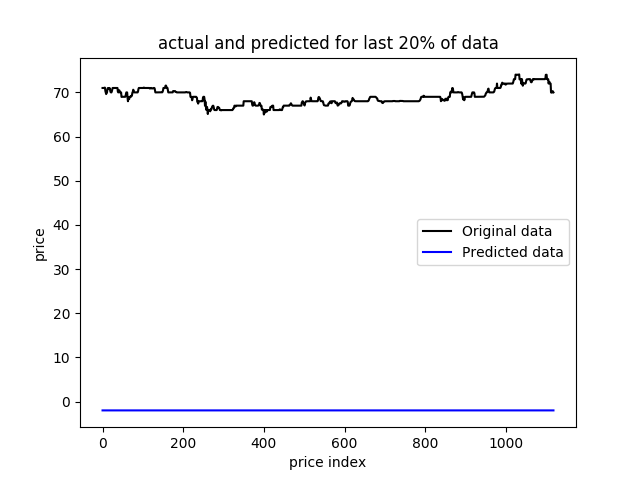 actual and predicted for last 20% of data
price
70
60
50
40
30
20
10
0
Original data
Predicted data
0 200 400 600 800 1000
price index